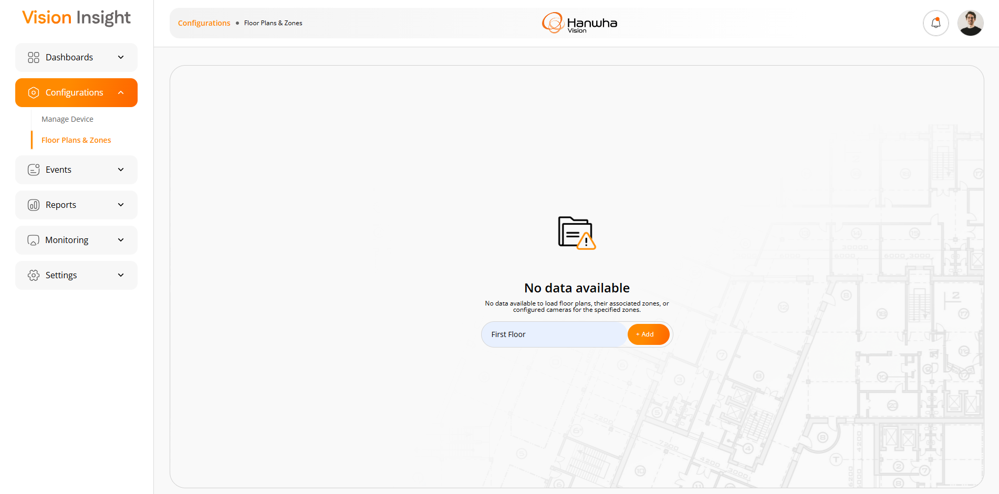 Vision Insight
Configurations • Floor Plans & Zones
Hanwha
Vision
Dashboards
Configurations
Manage Device
Floor Plans & Zones
Events
Reports
Monitoring
Settings
No data available
No data available to load floor plans, their associated zones, or
configured cameras for the specified zones.
First Floor
+ Add